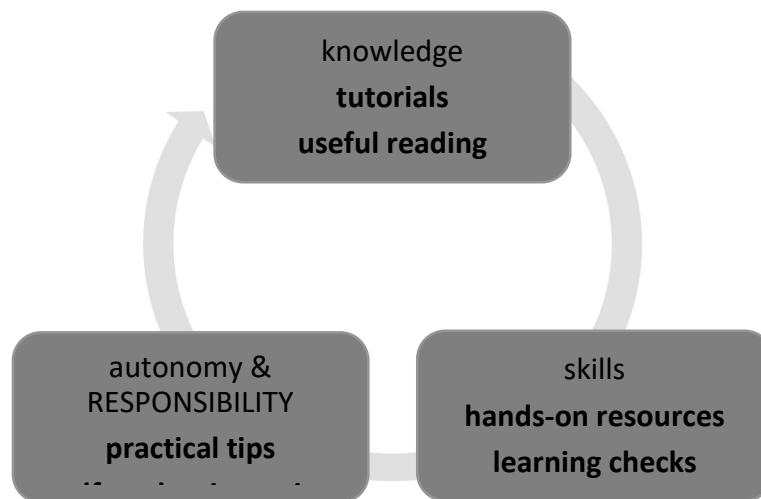 knowledge
tutorials
useful reading
autonomy &
RESPONSIBILITY
practical tips
skills
hands-on resources
learning checks